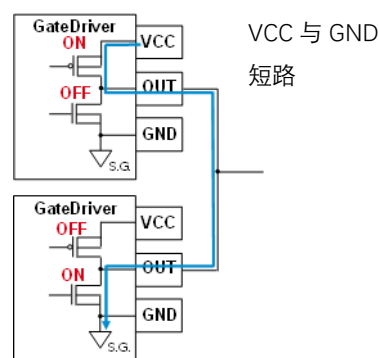 GateDriver
ON
VCC
OFF
OUT
GND
S.G.
VCC 与 GND
短路
GateDriver
OFF
VCC
ON
OUT
GND
S.G.